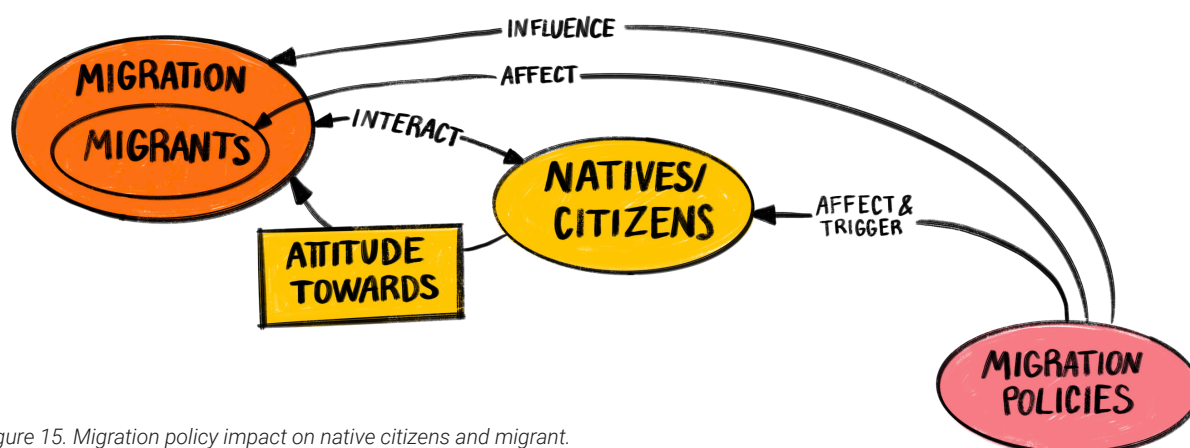 INFLUENCE
MIGRATION
AFFECT
MIGRANTS
INTERACT
NATIVES/
CITIZENS
AFFECT &
TRIGGER
ATTITUDE
TOWARDS
MIGRATION
POLICIES
gure 15. Migration policy impact on native citizens and migrant.